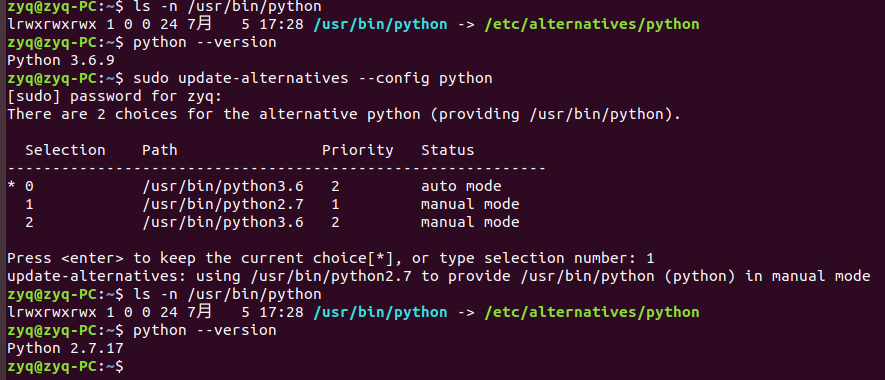 zyq@zyq-PC:~$ ls -n /usr/bin/python
lrwxrwxrwx 1 0 0 24 7月   5 17:28 /usr/bin/python -> /etc/alternatives/python
zyq@zyq-PC:~$ python --version
Python 3.6.9
zyq@zyq-PC:~$ sudo update-alternatives --config python
[sudo] password for zyq:
There are 2 choices for the alternative python (providing /usr/bin/python).

  Selection    Path                Priority   Status
------------------------------------------------------------
* 0            /usr/bin/python3.6   2         auto mode
  1            /usr/bin/python2.7   1         manual mode
  2            /usr/bin/python3.6   2         manual mode

Press <enter> to keep the current choice[*], or type selection number: 1
update-alternatives: using /usr/bin/python2.7 to provide /usr/bin/python (python) in manual mode
zyq@zyq-PC:~$ ls -n /usr/bin/python
lrwxrwxrwx 1 0 0 24 7月   5 17:28 /usr/bin/python -> /etc/alternatives/python
zyq@zyq-PC:~$ python --version
Python 2.7.17
zyq@zyq-PC:~$